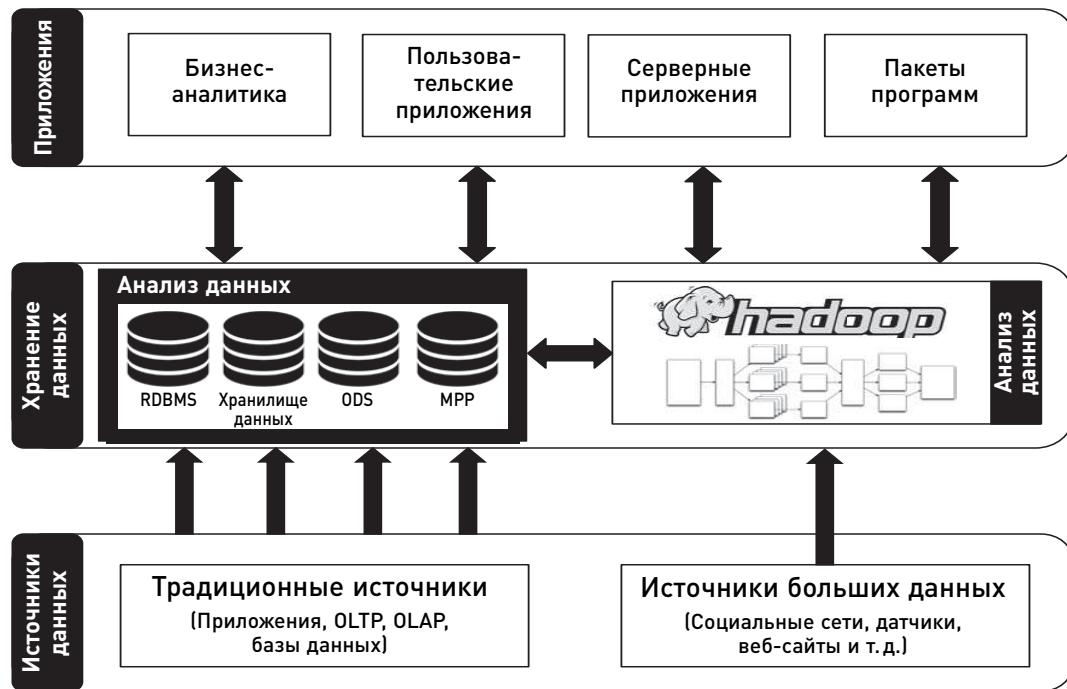 Приложения
Бизнес-
аналитика
Пользова-
тельские
приложения
Серверные
приложения
Пакеты
программ
Хранение
данных
Анализ данных
RDBMS
Хранилище
данных
ODS
MPP
hadoop
Анализ
данных
Источники
данных
Традиционные источники
(Приложения, OLTP, OLAP,
базы данных)
Источники больших данных
(Социальные сети, датчики,
веб-сайты и т. д.)